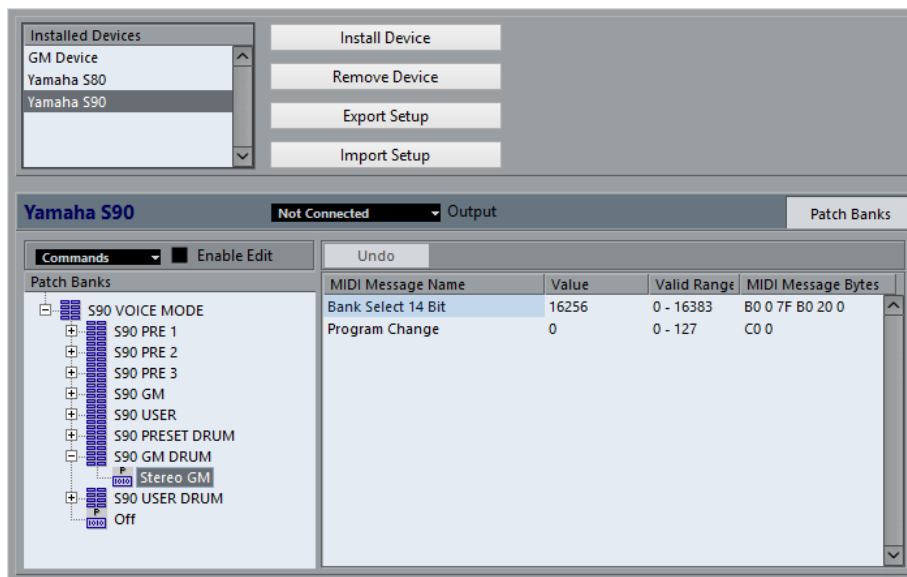 Installed Devices
GM Device
Yamaha S80
Yamaha S90
Install Device
Remove Device
Export Setup
Import Setup
Yamaha S90
Not Connected
Output
Patch Banks
Commands
Enable Edit
Undo
Patch Banks
S90 VOICE MODE
S90 PRE 1
S90 PRE 2
S90 PRE 3
S90 GM
S90 USER
S90 PRESET DRUM
S90 GM DRUM
P 1010 Stereo GM
S90 USER DRUM
P 1010 Off
MIDI Message Name Value Valid Range MIDI Message Bytes
Bank Select 14 Bit 16256 0 - 16383 B0 0 7F B0 20 0
Program Change 0 0 - 127 C0 0